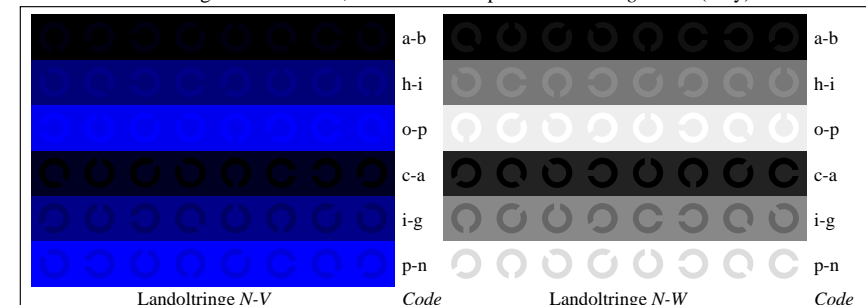 a-b a-b
h-i h-i
o-p o-p
c-a c-a
i-g i-g
p-n p-n
Landoltringe N-V Code Landoltringe N-W Code